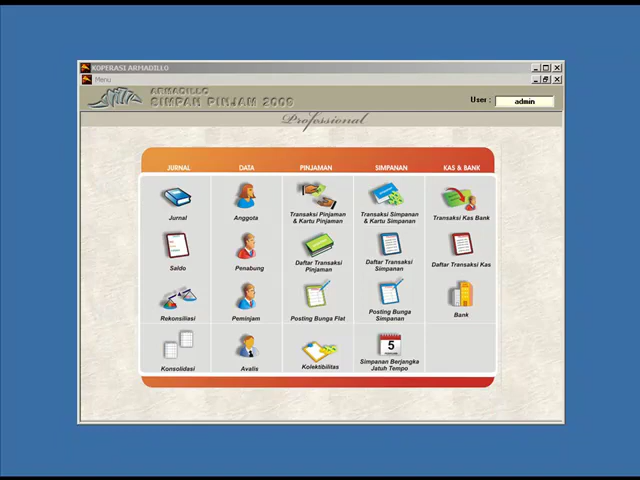 KOPERASI ARMADILLO
Menu
ARMADILLO
SIMPAN PINJAM 2009
User :
admin
Professional
JURNAL
DATA
PINJAMAN
SIMPANAN
KAS & BANK
Jurnal
Anggota
Transaksi Pinjaman
& Kartu Pinjaman
Transaksi Simpanan
& Kartu Simpanan
Transaksi Kas Bank
Saldo
Penabung
Daftar Transaksi
Pinjaman
Daftar Transaksi
Simpanan
Daftar Transaksi Kas
Rekonsiliasi
Peminjam
Posting Bunga Flat
Posting Bunga
Simpanan
Bank
Konsolidasi
Avalis
Kolektibilitas
5
Simpanan Berjangka
Jatuh Tempo